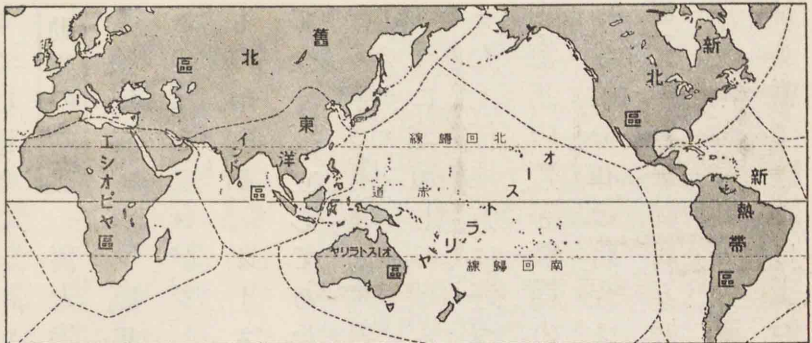 舊北區
新北區
東洋區
イン
エシオピヤ區
北回歸線
赤道
南回歸線
オーストラリヤ區
オーストラリヤ
新熱帶區